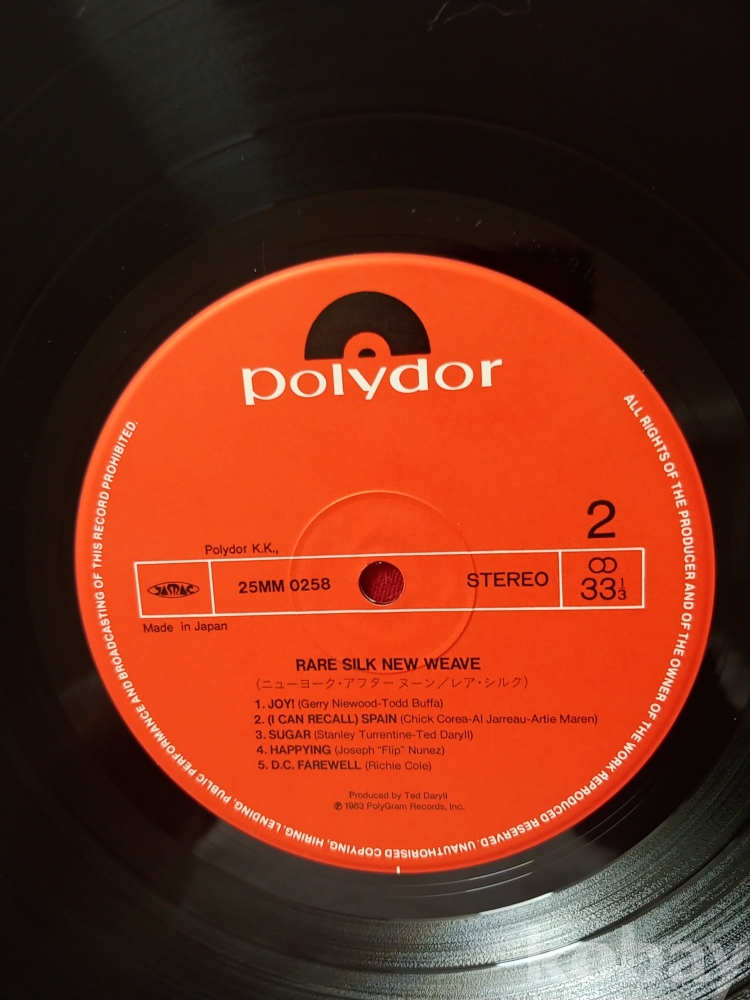 polydor
2
Polydor K.K.,
JASRAC
25MM 0258
STEREO
33 1/3
Made in Japan
RARE SILK NEW WEAVE
(ニューヨーク・アフターヌーン／レア・シルク)
1. JOY! (Gerry Niewood-Todd Buffa)
2. (I CAN RECALL) SPAIN (Chick Corea-Al Jarreau-Artie Maren)
3. SUGAR (Stanley Turrentine-Ted Daryll)
4. HAPPYING (Joseph "Flip" Nunez)
5. D.C. FAREWELL (Richie Cole)
Produced by Ted Daryll
℗ 1983 PolyGram Records, Inc.
ALL RIGHTS OF THE PRODUCER AND OF THE OWNER OF THE WORK REPRODUCED RESERVED. UNAUTHORISED COPYING, HIRING, LENDING, PUBLIC PERFORMANCE AND BROADCASTING OF THIS RECORD PROHIBITED.
kobay